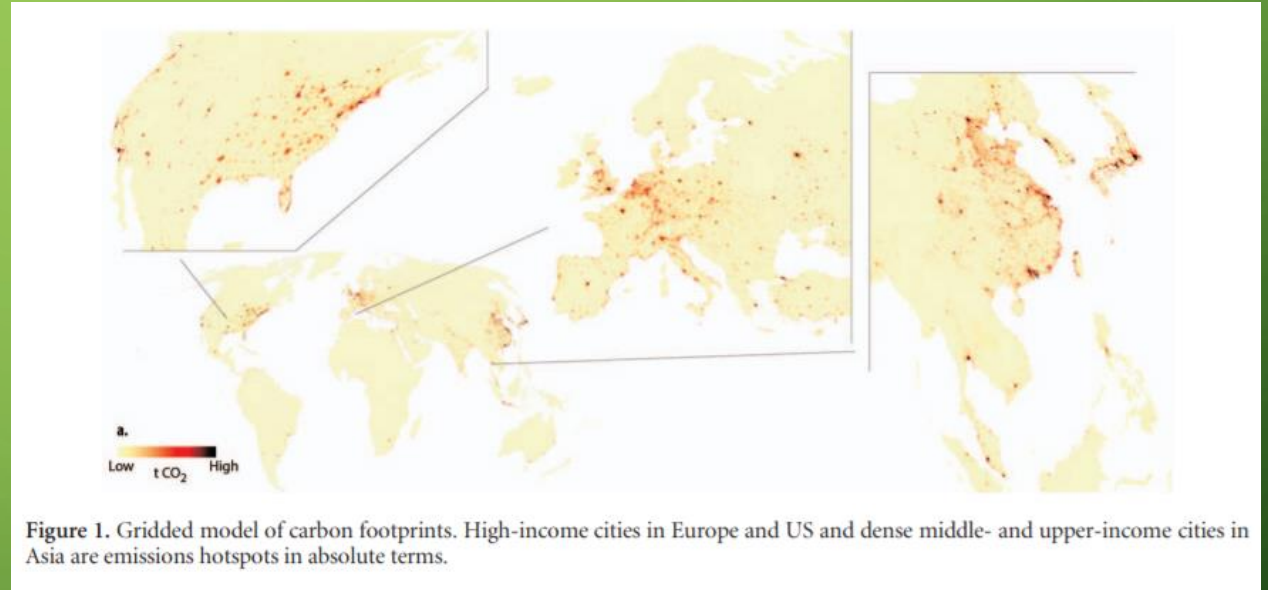 a.
Low t CO₂ High
Figure 1. Gridded model of carbon footprints. High-income cities in Europe and US and dense middle- and upper-income cities in
Asia are emissions hotspots in absolute terms.